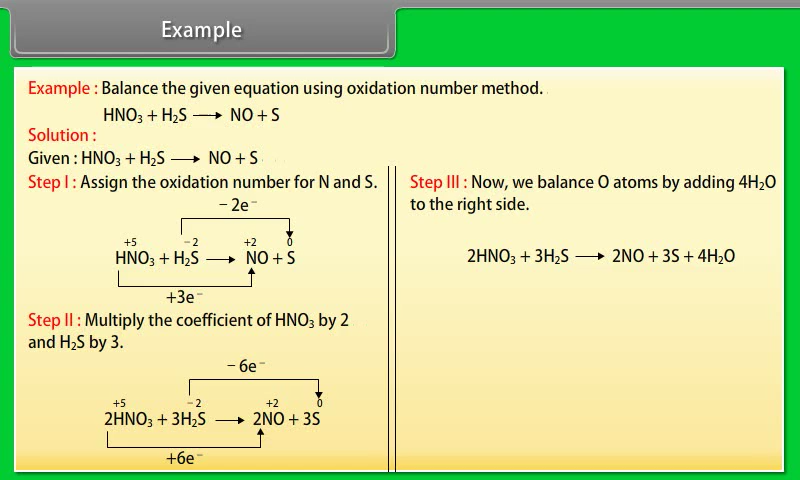 Example
Example : Balance the given equation using oxidation number method.
HNO₃ + H₂S ⟶ NO + S
Solution :
Given : HNO₃ + H₂S ⟶ NO + S
Step I : Assign the oxidation number for N and S.
– 2e⁻
+5 – 2 +2 0
HNO₃ + H₂S ⟶ NO + S
+3e⁻
Step II : Multiply the coefficient of HNO₃ by 2
and H₂S by 3.
– 6e⁻
+5 – 2 +2 0
2HNO₃ + 3H₂S ⟶ 2NO + 3S
+6e⁻
Step III : Now, we balance O atoms by adding 4H₂O
to the right side.
2HNO₃ + 3H₂S ⟶ 2NO + 3S + 4H₂O